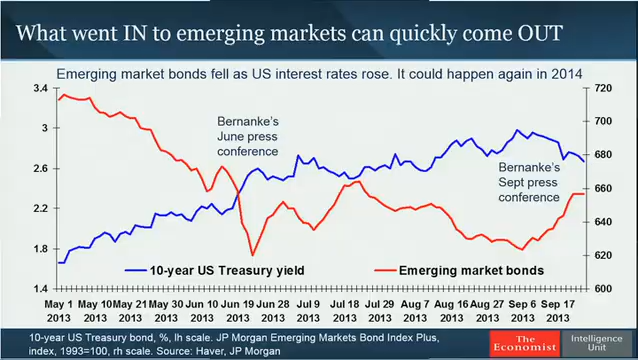 What went IN to emerging markets can quickly come OUT
Emerging market bonds fell as US interest rates rose. It could happen again in 2014
3.4
3
2.6
2.2
1.8
1.4
720
700
680
660
640
620
600
Bernanke's
June press
conference
Bernanke's
Sept press
conference
10-year US Treasury yield
Emerging market bonds
May 1 May 10 May 21 May 30 Jun 10 Jun 19 Jun 28 Jul 9 Jul 18 Jul 29 Aug 7 Aug 16 Aug 27 Sep 6 Sep 17
2013 2013 2013 2013 2013 2013 2013 2013 2013 2013 2013 2013 2013 2013 2013
10-year US Treasury bond, %, lh scale. JP Morgan Emerging Markets Bond Index Plus,
index, 1993=100, rh scale. Source: Haver, JP Morgan
The
Economist
Intelligence
Unit